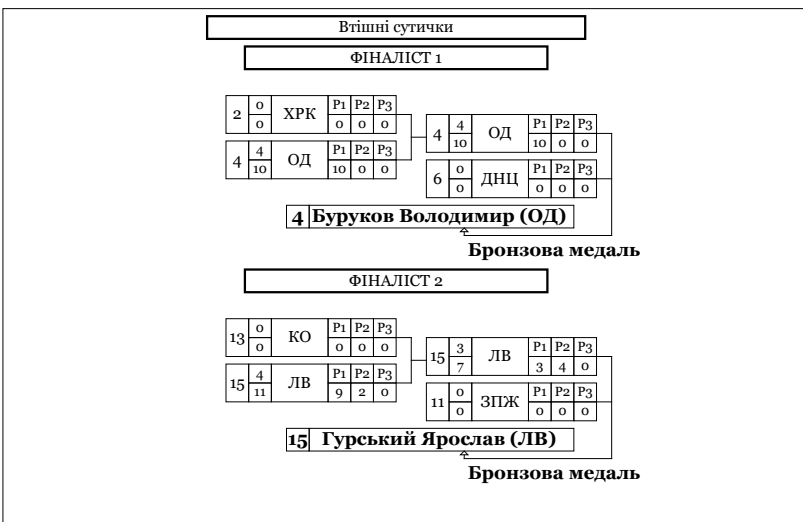 Втішні сутички
ФІНАЛІСТ 1
2 0 ХРК P1 P2 P3
0 0 0 0
4 4 ОД P1 P2 P3
10 10 0 0
4 4 ОД P1 P2 P3
10 10 0 0
6 0 ДНЦ P1 P2 P3
0 0 0 0
4 Буруков Володимир (ОД)
Бронзова медаль
ФІНАЛІСТ 2
13 0 КО P1 P2 P3
0 0 0 0
15 4 ЛВ P1 P2 P3
11 9 2 0
15 3 ЛВ P1 P2 P3
7 3 4 0
11 0 ЗПЖ P1 P2 P3
0 0 0 0
15 Гурський Ярослав (ЛВ)
Бронзова медаль